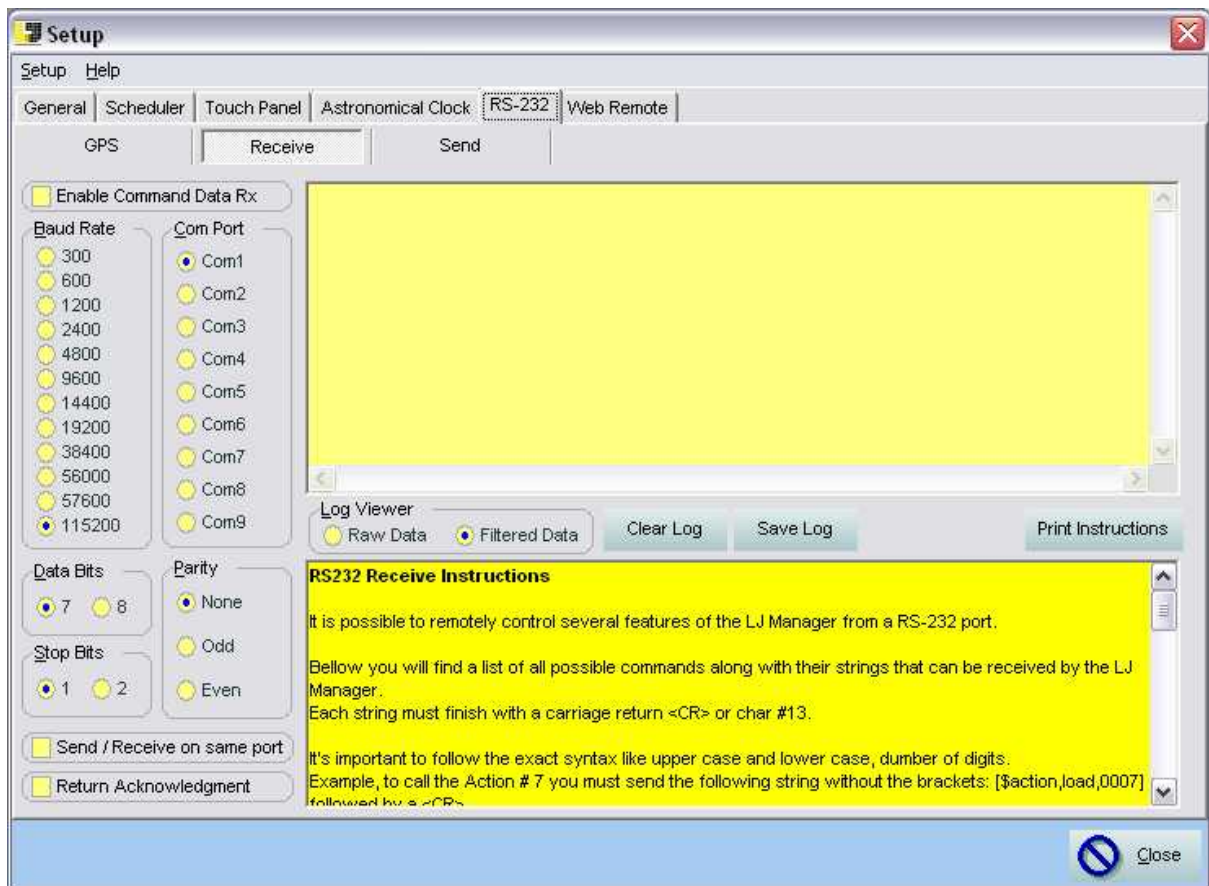 Setup
Setup Help
General Scheduler Touch Panel Astronomical Clock RS-232 Web Remote
GPS Receive Send
Enable Command Data Rx
Baud Rate
300
600
1200
2400
4800
9600
14400
19200
38400
56000
57600
115200
Com Port
Com1
Com2
Com3
Com4
Com5
Com6
Com7
Com8
Com9
Data Bits
7 8
Stop Bits
1 2
Parity
None
Odd
Even
Send / Receive on same port
Return Acknowledgment
Log Viewer
Raw Data Filtered Data
Clear Log Save Log Print Instructions
RS232 Receive Instructions
It is possible to remotely control several features of the LJ Manager from a RS-232 port.
Bellow you will find a list of all possible commands along with their strings that can be received by the LJ
Manager.
Each string must finish with a carriage return <CR> or char #13.
It's important to follow the exact syntax like upper case and lower case, dumber of digits.
Example, to call the Action # 7 you must send the following string without the brackets: [$action,load,0007]
followed by a <CR>
Close